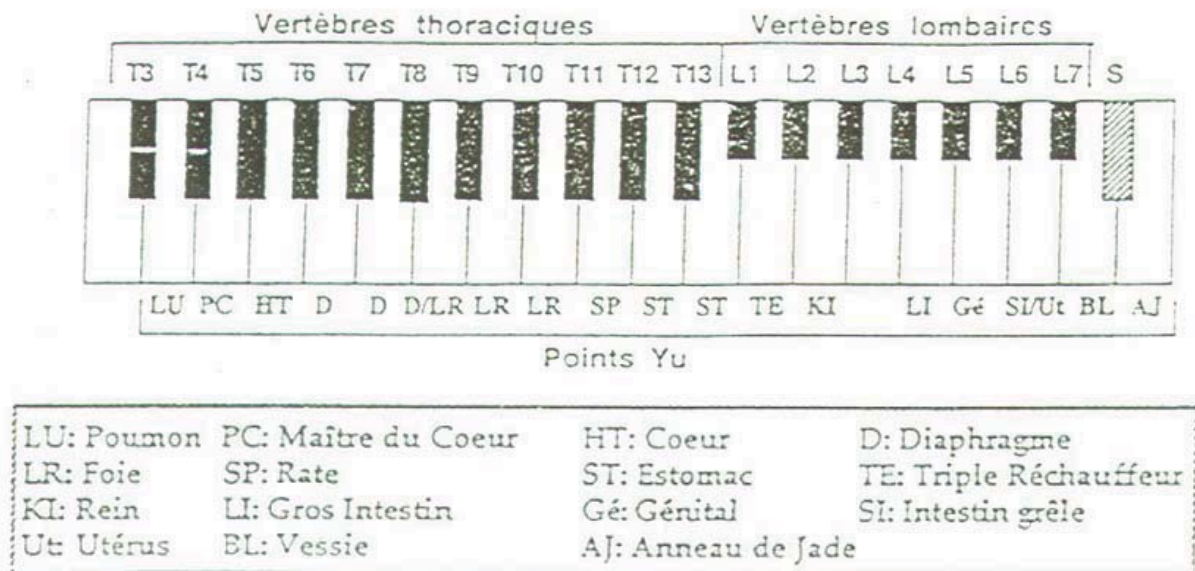 Vertèbres thoraciques Vertèbres lombaires
T3 T4 T5 T6 T7 T8 T9 T10 T11 T12 T13 L1 L2 L3 L4 L5 L6 L7 S
LU PC HT D D D/LR LR LR SP ST ST TE KI LI Gé SI/Ut BL AJ
Points Yu
LU: Poumon PC: Maître du Coeur HT: Coeur D: Diaphragme
LR: Foie SP: Rate ST: Estomac TE: Triple Réchauffeur
KI: Rein LI: Gros Intestin Gé: Génital SI: Intestin grêle
Ut: Utérus BL: Vessie AJ: Anneau de Jade